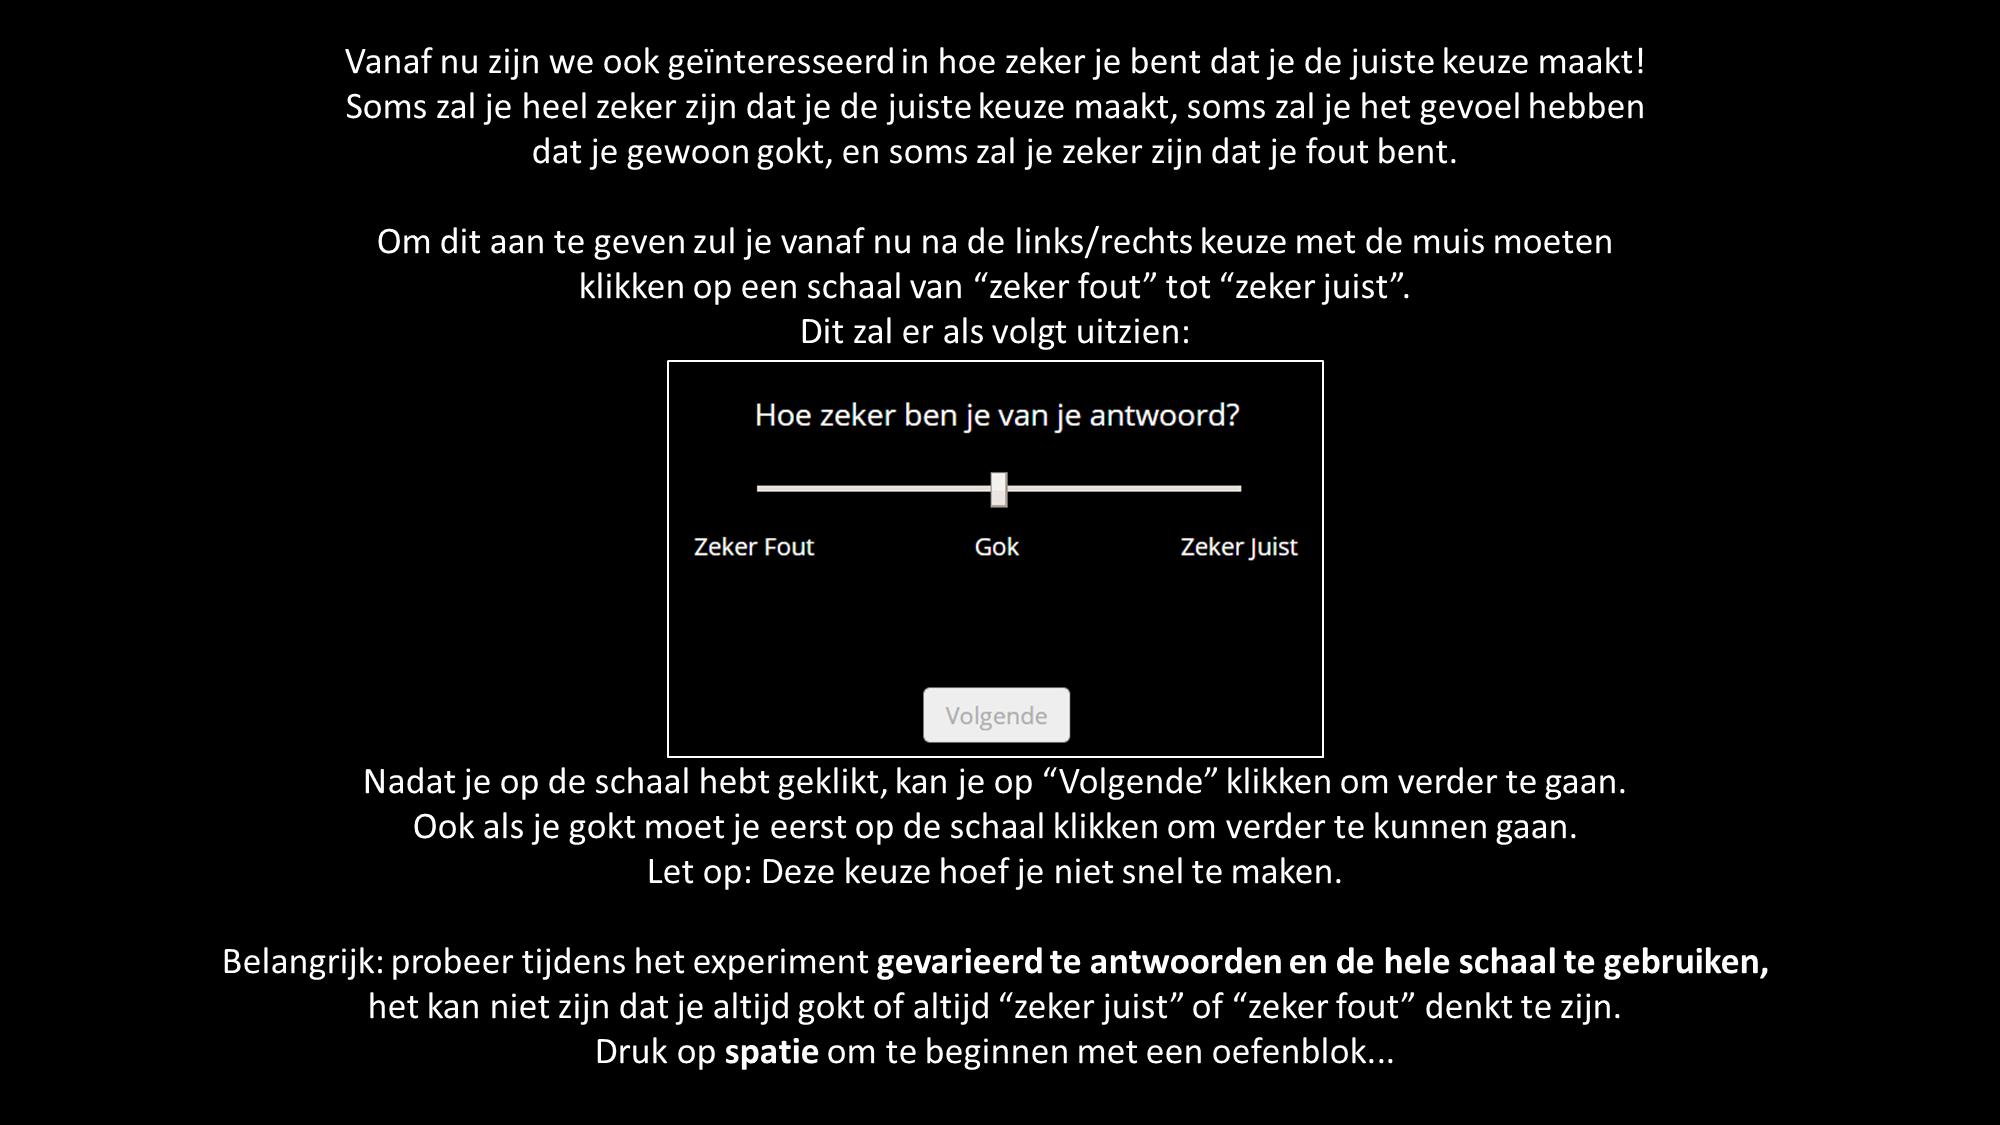 Vanaf nu zijn we ook geïnteresseerd in hoe zeker je bent dat je de juiste keuze maakt!
Soms zal je heel zeker zijn dat je de juiste keuze maakt, soms zal je het gevoel hebben
dat je gewoon gokt, en soms zal je zeker zijn dat je fout bent.
Om dit aan te geven zul je vanaf nu na de links/rechts keuze met de muis moeten
klikken op een schaal van “zeker fout” tot “zeker juist”.
Dit zal er als volgt uitzien:
Hoe zeker ben je van je antwoord?
Zeker Fout Gok Zeker Juist
Volgende
Nadat je op de schaal hebt geklikt, kan je op “Volgende” klikken om verder te gaan.
Ook als je gokt moet je eerst op de schaal klikken om verder te kunnen gaan.
Let op: Deze keuze hoef je niet snel te maken.
Belangrijk: probeer tijdens het experiment gevarieerd te antwoorden en de hele schaal te gebruiken,
het kan niet zijn dat je altijd gokt of altijd “zeker juist” of “zeker fout” denkt te zijn.
Druk op spatie om te beginnen met een oefenblok...